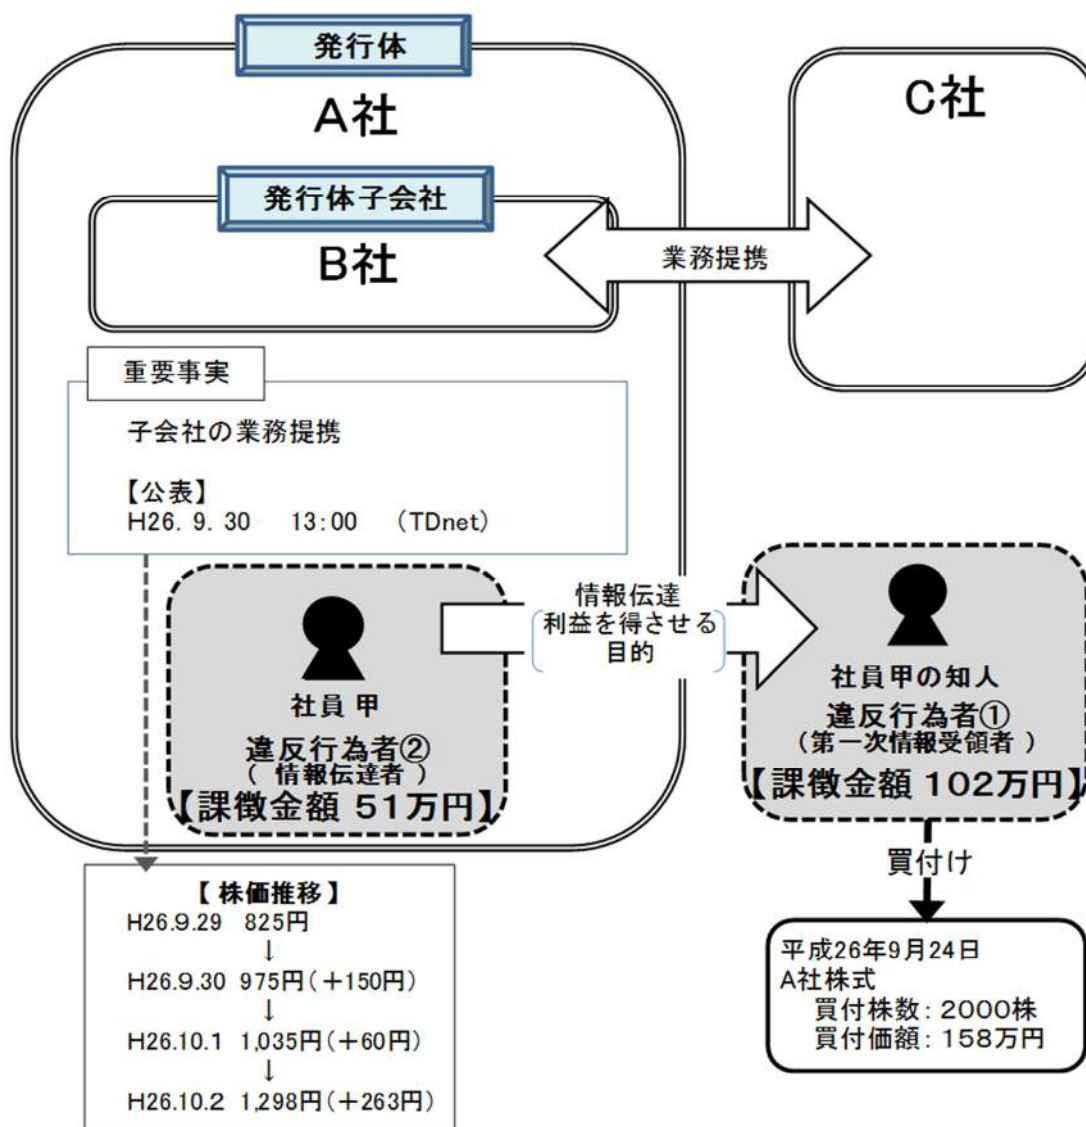 発行体
A社
C社
発行体子会社
B社
業務提携
重要事実
子会社の業務提携
【公表】
H26. 9. 30 13:00 (TDnet)
情報伝達
利益を得させる
目的
社員 甲
違反行為者②
( 情報伝達者 )
【課徴金額 51万円】
社員甲の知人
違反行為者①
(第一次情報受領者 )
【課徴金額 102万円】
買付け
【 株価推移 】
H26.9.29 825円
↓
H26.9.30 975円(+150円)
↓
H26.10.1 1,035円(+60円)
↓
H26.10.2 1,298円(+263円)
平成26年9月24日
A社株式
買付株数: 2000株
買付価額: 158万円